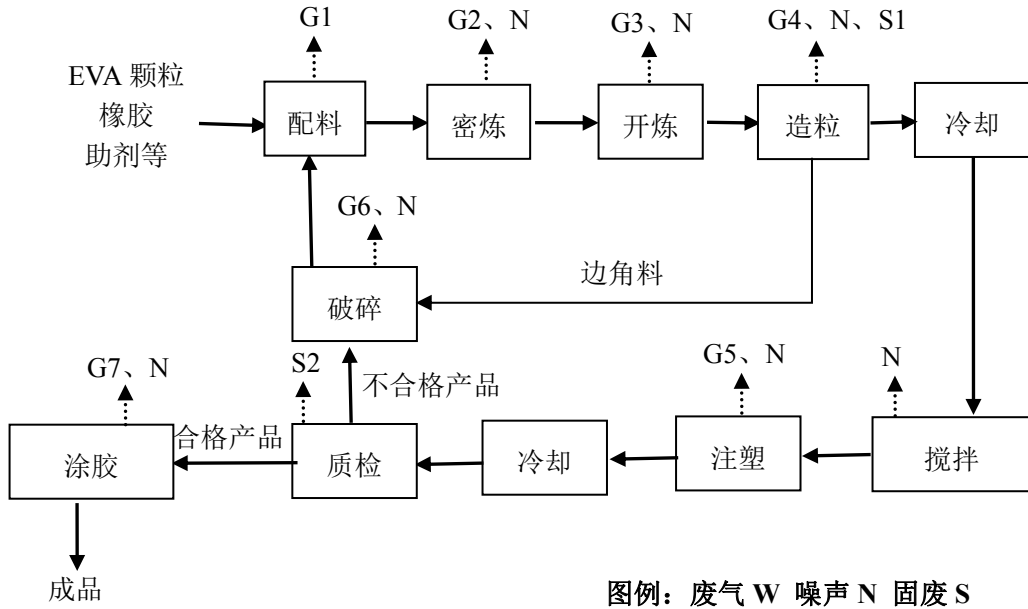 G1
G2、N
G3、N
G4、N、S1
EVA 颗粒
橡胶
助剂等
配料
密炼
开炼
造粒
冷却
G6、N
边角料
破碎
G7、N
S2
不合格产品
G5、N
N
合格产品
涂胶
质检
冷却
注塑
搅拌
成品
图例：废气 W 噪声 N 固废 S